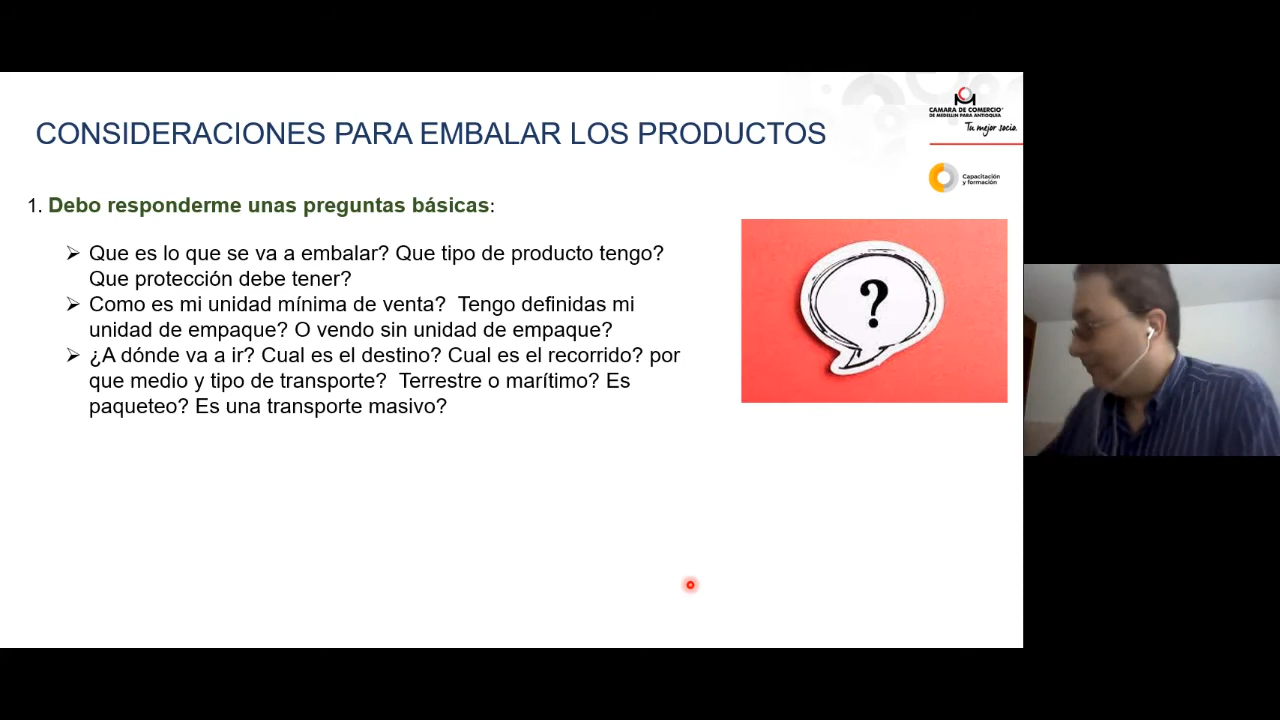 CAMARA DE COMERCIO
DE MEDELLIN PARA ANTIOQUIA
Tu mejor socio.
CONSIDERACIONES PARA EMBALAR LOS PRODUCTOS
Capacitación
y formación
1. Debo responderme unas preguntas básicas:
➢ Que es lo que se va a embalar? Que tipo de producto tengo?
Que protección debe tener?
➢ Como es mi unidad mínima de venta?  Tengo definidas mi
unidad de empaque? O vendo sin unidad de empaque?
➢ ¿A dónde va a ir? Cual es el destino? Cual es el recorrido? por
que medio y tipo de transporte?  Terrestre o marítimo? Es
paqueteo? Es una transporte masivo?
?